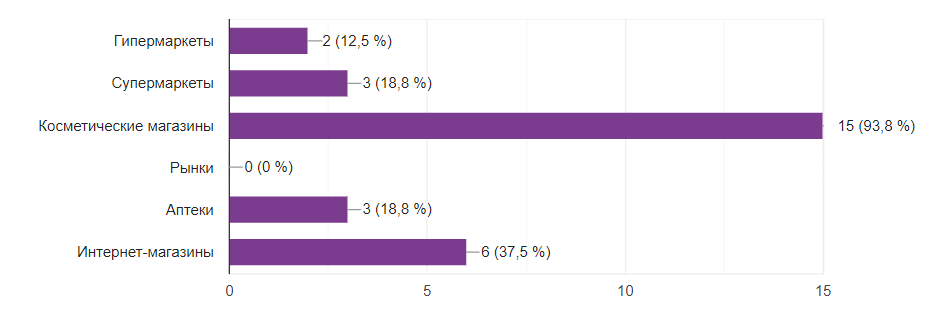 Гипермаркеты 2 (12,5 %)
Супермаркеты 3 (18,8 %)
Косметические магазины 15 (93,8 %)
Рынки 0 (0 %)
Аптеки 3 (18,8 %)
Интернет-магазины 6 (37,5 %)
0 5 10 15